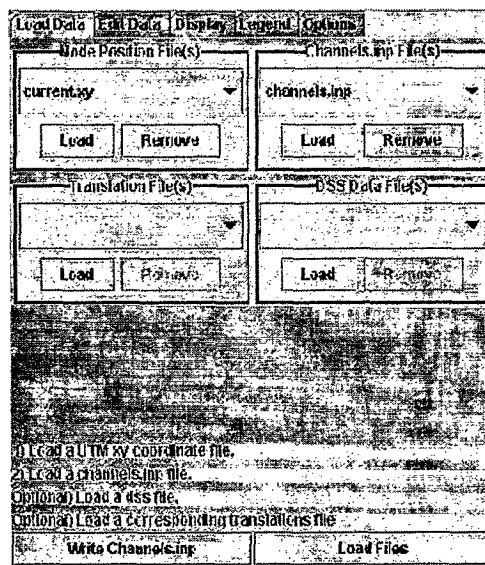 Load Data Edit Data Display Legend Options
Node Position File(s) Channels.inp File(s)
current.xy channels.inp
Load Remove Load Remove
Translation File(s) DSS Data File(s)
Load Remove Load Remove
1) Load a UTM xy coordinate file.
2) Load a channels.inp file.
Optional) Load a dss file.
Optional) Load a corresponding translations file
Write Channels.inp Load Files